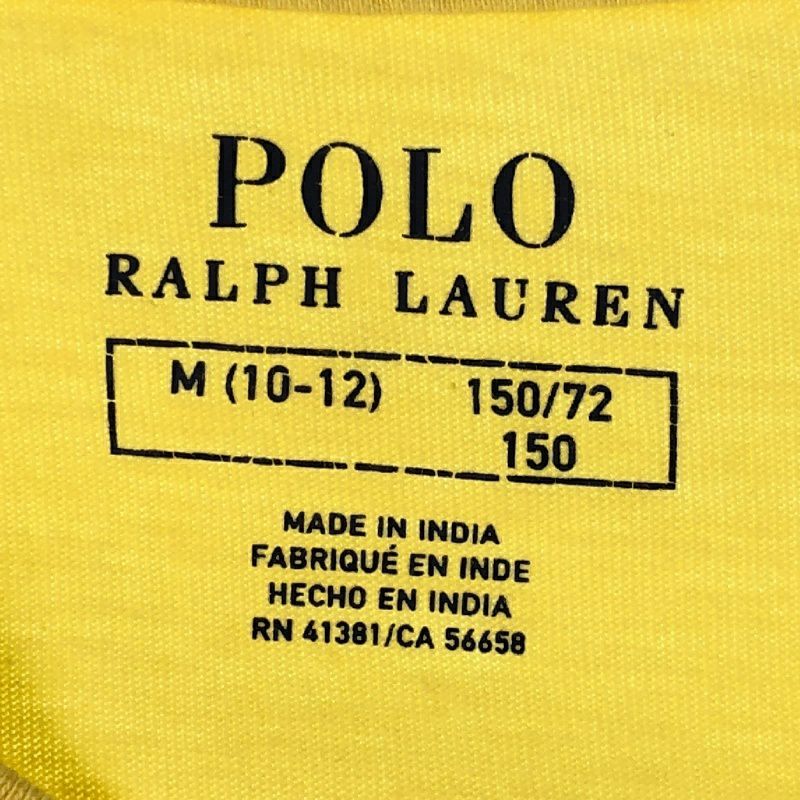 POLO
RALPH LAUREN
M (10-12) 150/72
150
MADE IN INDIA
FABRIQUÉ EN INDE
HECHO EN INDIA
RN 41381/CA 56658